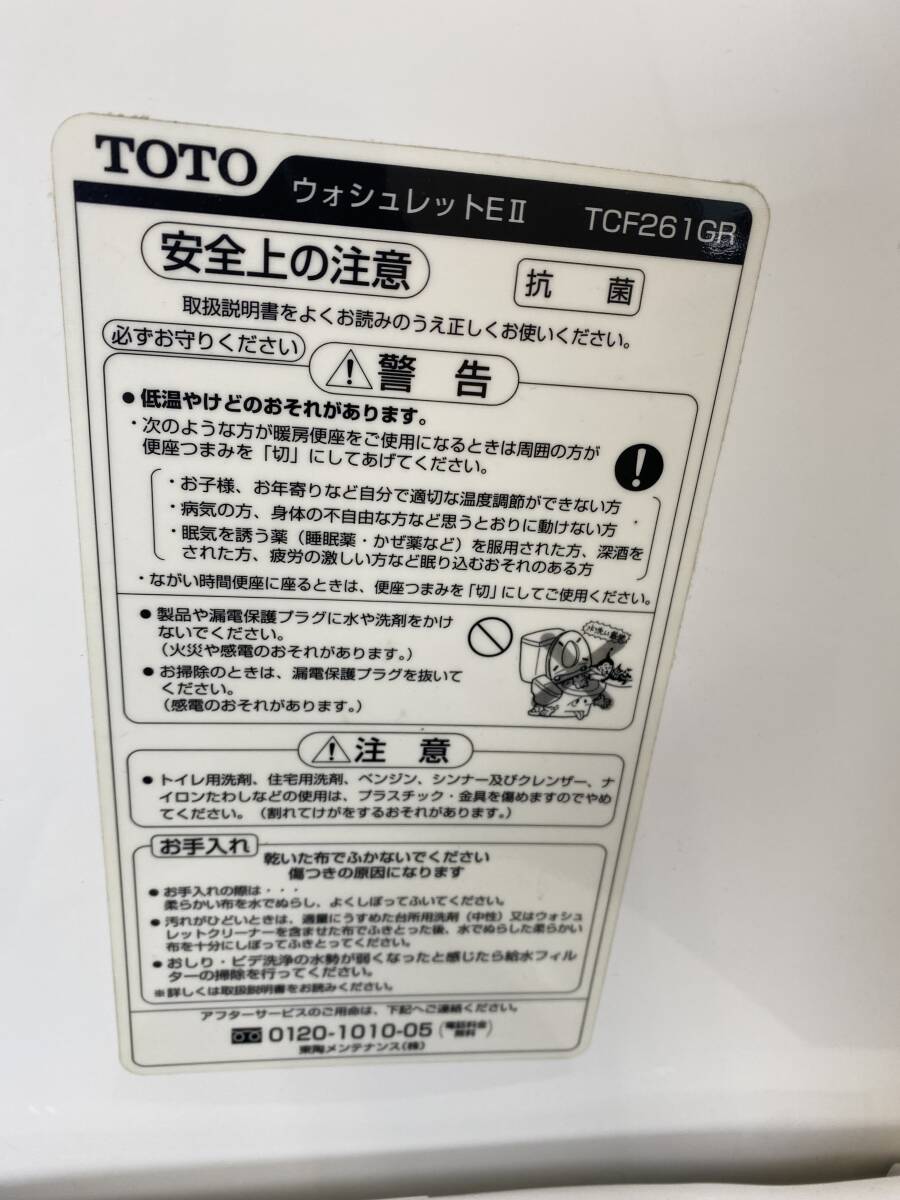 TOTO
ウォシュレットEⅡ TCF261GR
安全上の注意
抗 菌
取扱説明書をよくお読みのうえ正しくお使いください。
必ずお守りください
警 告
● 低温やけどのおそれがあります。
・次のような方が暖房便座をご使用になるときは周囲の方が
便座つまみを「切」にしてあげてください。
・お子様、お年寄りなど自分で適切な温度調節ができない方
・病気の方、身体の不自由な方など思うとおりに動けない方
・眠気を誘う薬（睡眠薬・かぜ薬など）を服用された方、深酒を
された方、疲労の激しい方など眠り込むおそれのある方
・ながい時間便座に座るときは、便座つまみを「切」にしてご使用ください。
● 製品や漏電保護プラグに水や洗剤をかけ
ないでください。
（火災や感電のおそれがあります。）
● お掃除のときは、漏電保護プラグを抜いて
ください。
（感電のおそれがあります。）
注 意
● トイレ用洗剤、住宅用洗剤、ベンジン、シンナー及びクレンザー、ナ
イロンたわしなどの使用は、プラスチック・金具を傷めますのでやめ
てください。（割れてけがをするおそれがあります。）
お手入れ
乾いた布でふかないでください
傷つきの原因になります
● お手入れの際は・・・
柔らかい布を水でぬらし、よくしぼってふいてください。
● 汚れがひどいときは、適量にうすめた台所用洗剤（中性）又はウォシュ
レットクリーナーを含ませた布でふきとった後、水でぬらした柔らかい
布を十分にしぼってふきとってください。
● おしり・ビデ洗浄の水勢が弱くなったと感じたら給水フィル
ターの掃除を行ってください。
※詳しくは取扱説明書をお読みください。
アフターサービスのご用命は、下記へご連絡ください。
0120-1010-05（電話料金無料）
東陶メンテナンス（株）